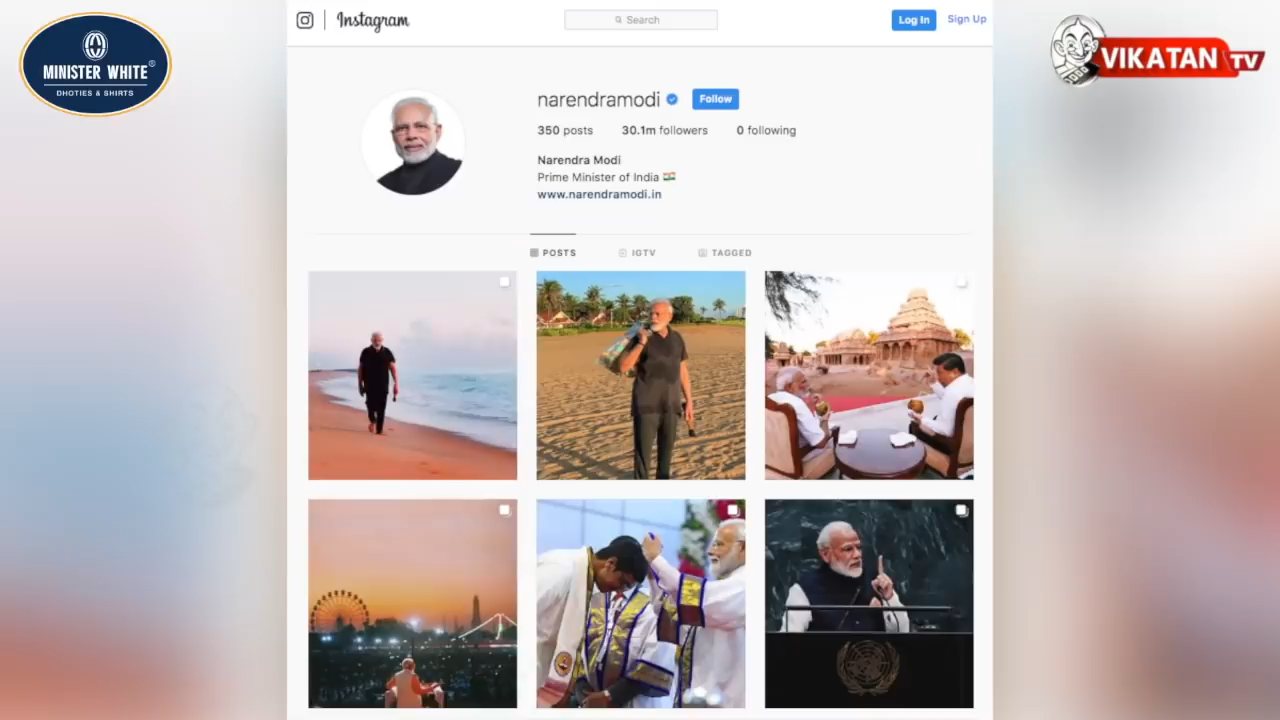 MINISTER WHITE®
DHOTIES & SHIRTS
Instagram
Search
Log In
Sign Up
VIKATAN TV
narendramodi
Follow
350 posts
30.1m followers
0 following
Narendra Modi
Prime Minister of India 🇮🇳
www.narendramodi.in
POSTS
IGTV
TAGGED